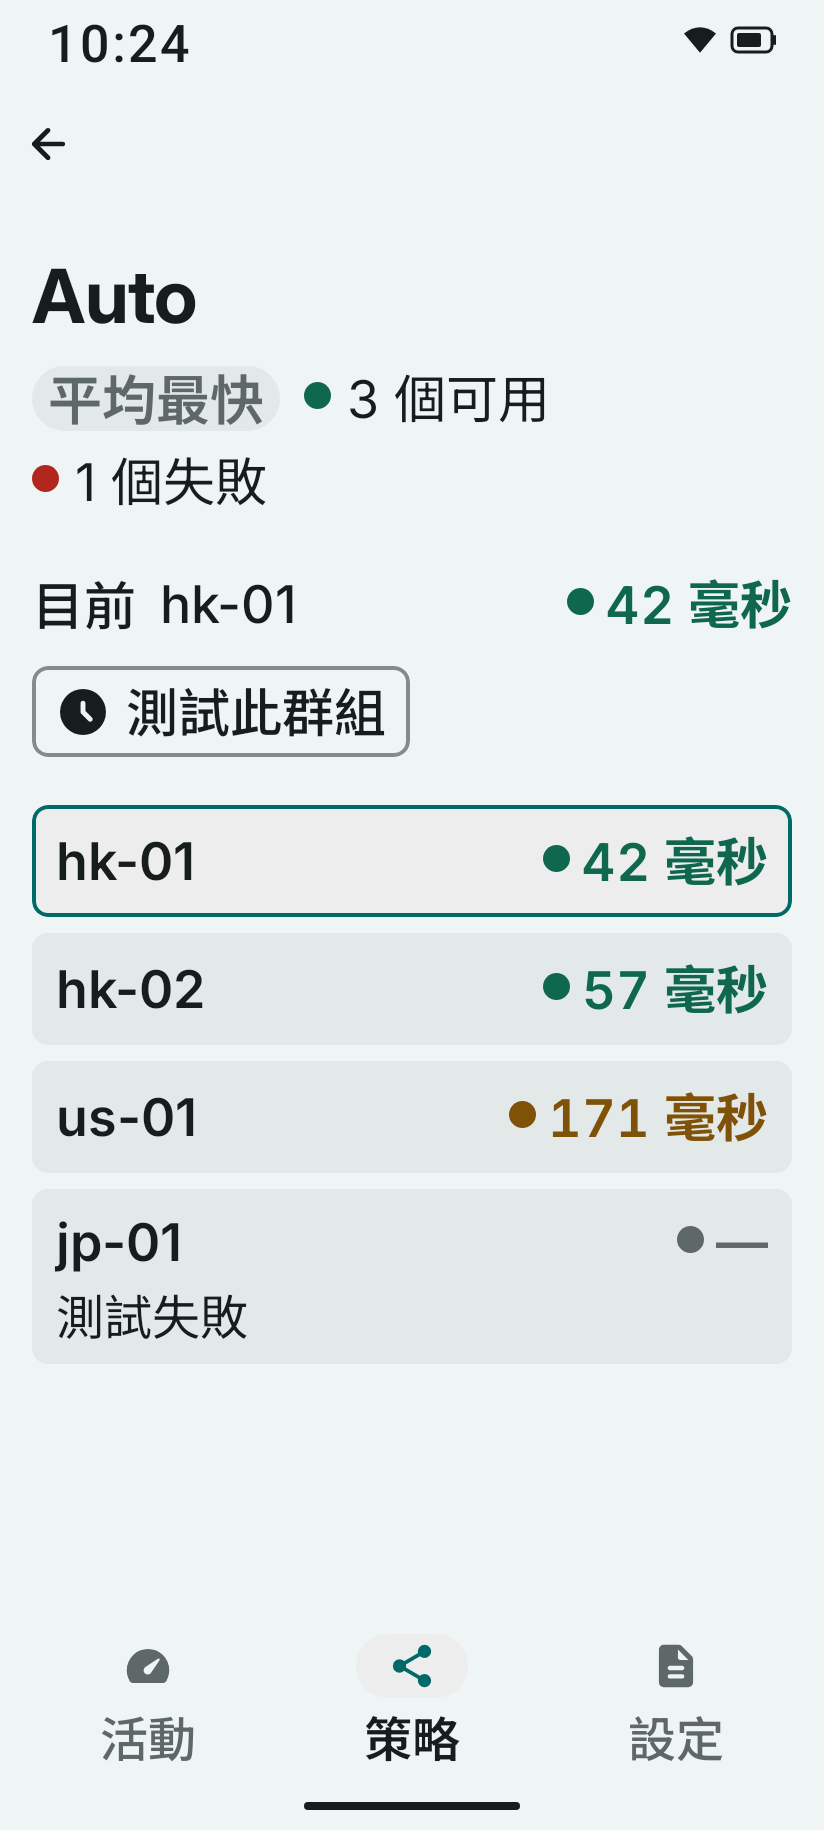 10:24
Auto
平均最快 3 個可用
1 個失敗
目前 hk-01 42 毫秒
測試此群組
hk-01 42 毫秒
hk-02 57 毫秒
us-01 171 毫秒
jp-01 —
測試失敗
活動 策略 設定